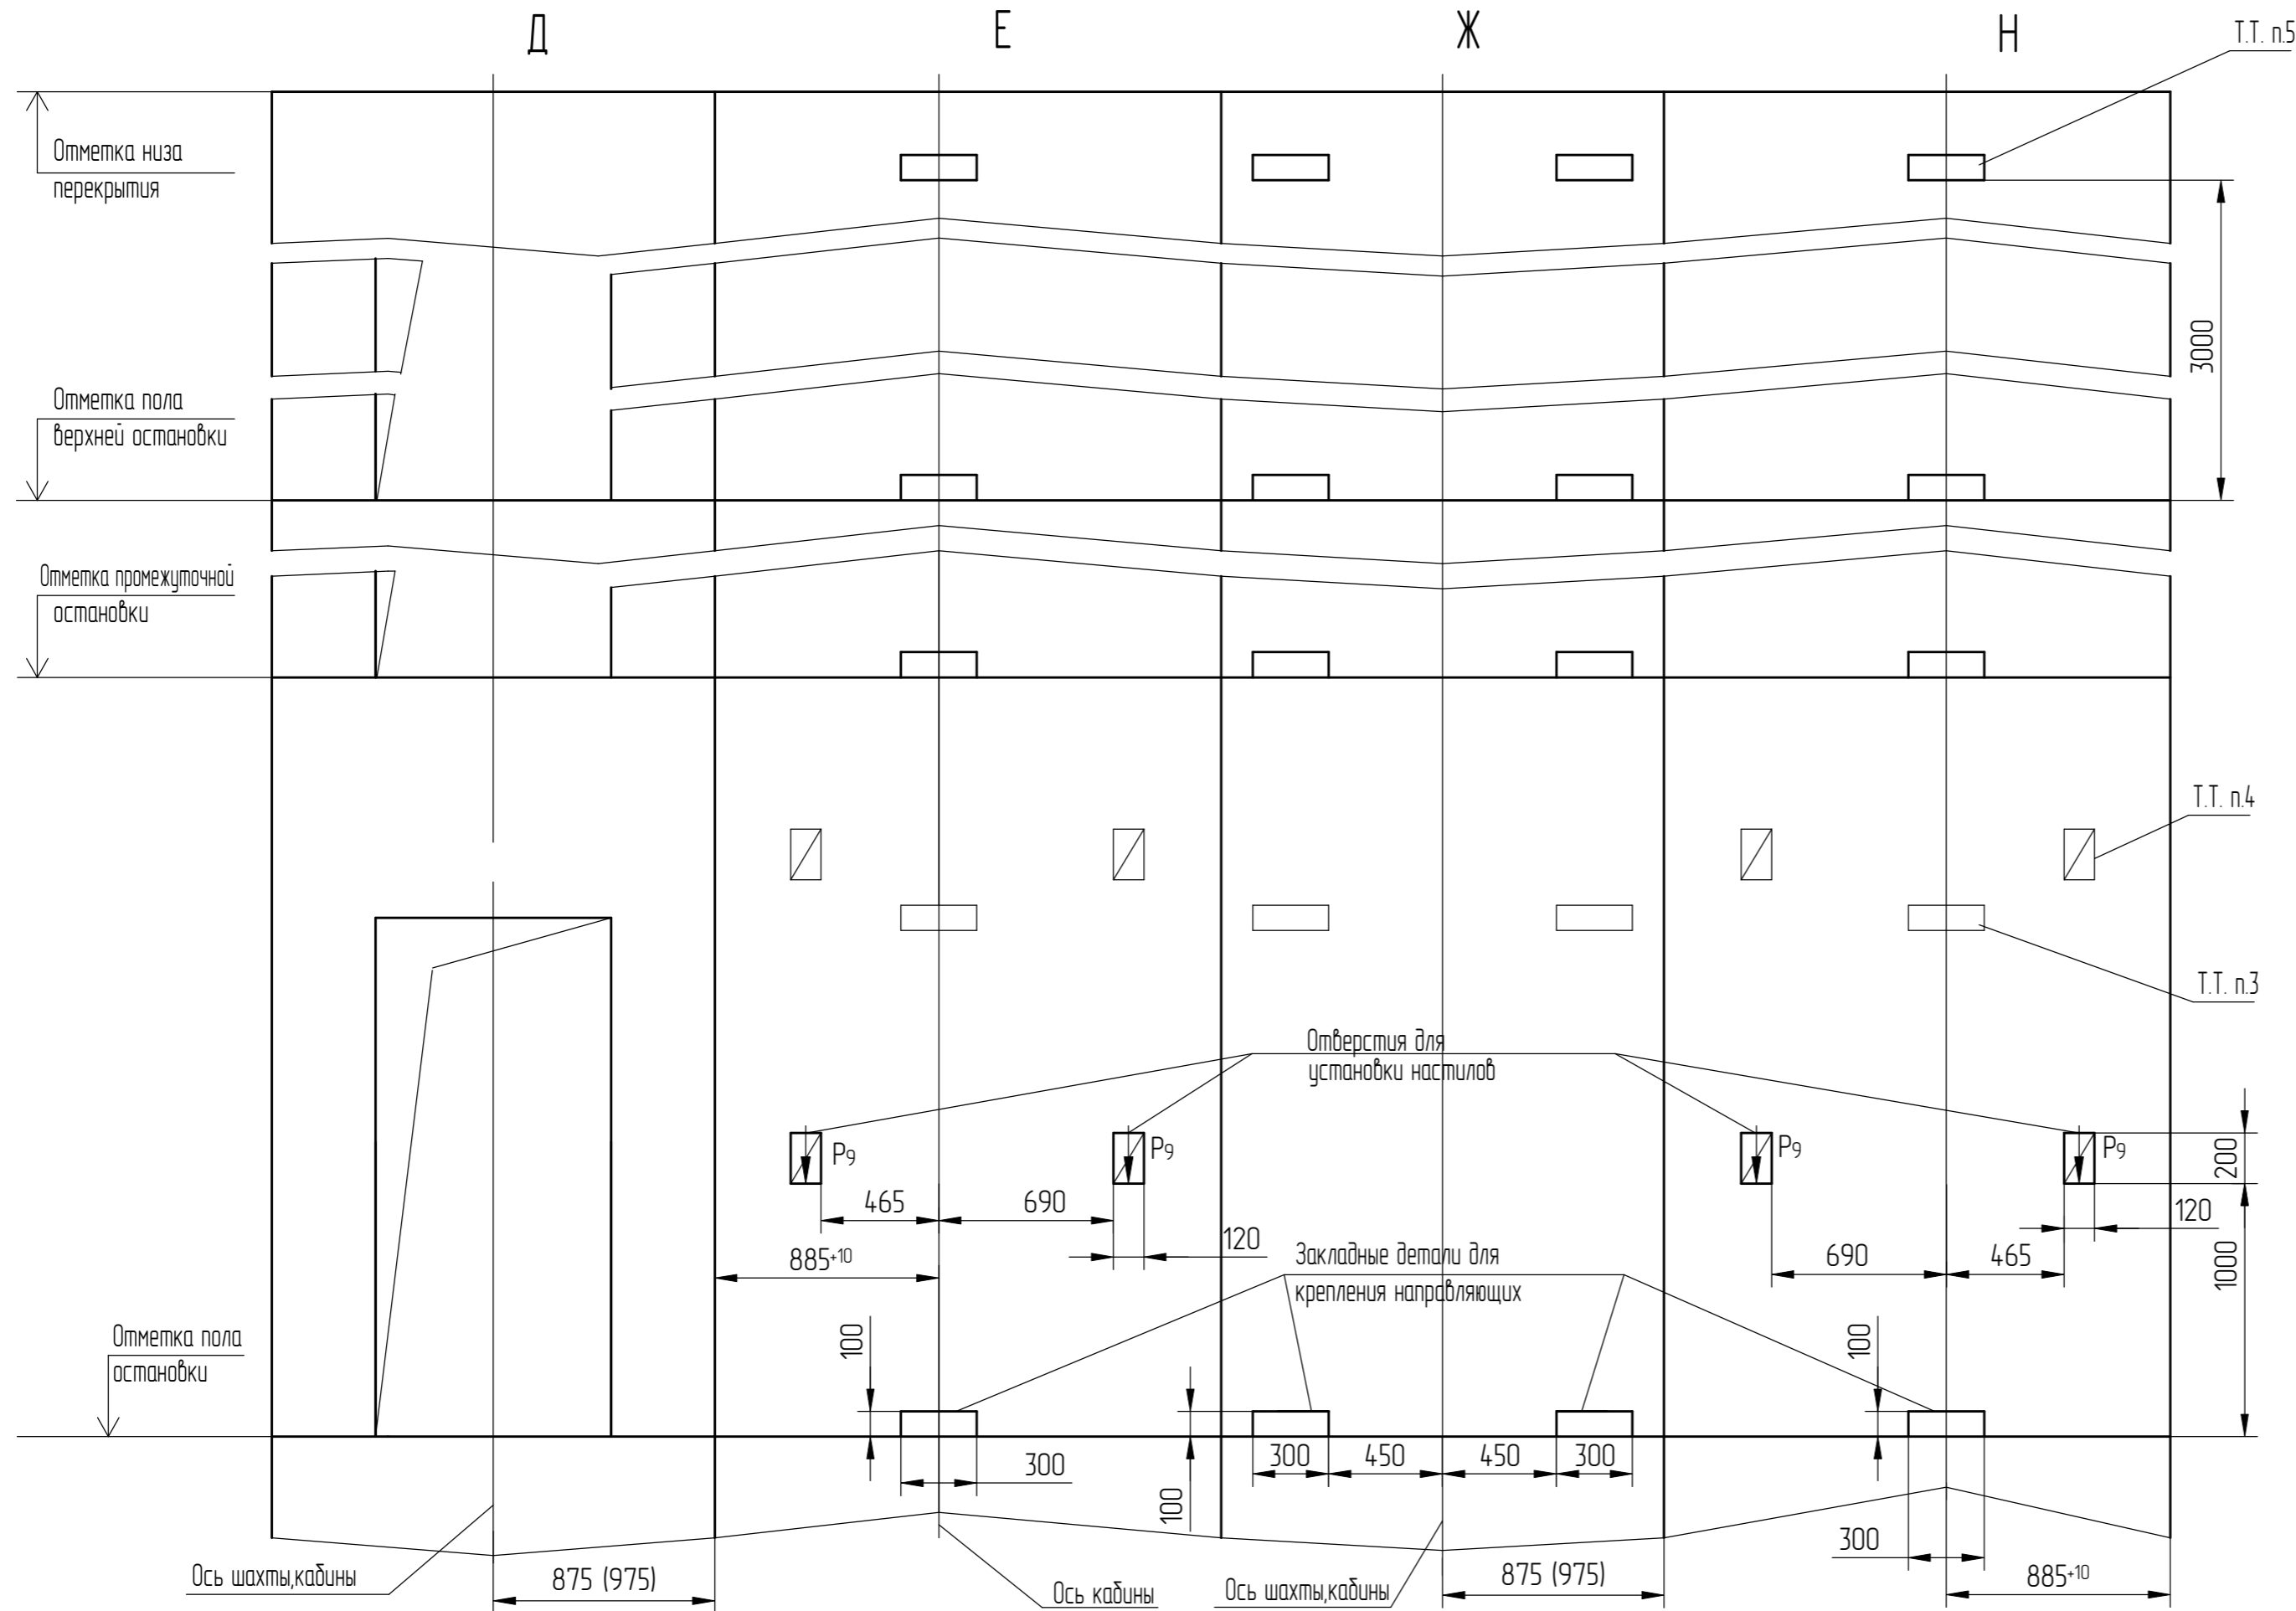 Д
Е
Ж
Н
Т.Т. п.5
Отметка низа
перекрытия
3000
Отметка пола
верхней остановки
Отметка промежуточной
остановки
Т.Т. п.4
Т.Т. п.3
Отверстия для
установки настилов
P9
P9
P9
P9
200
465
690
120
120
885+10
690
465
1000
Закладные детали для
крепления направляющих
Отметка пола
остановки
100
100
100
300
300
450
450
300
300
Ось шахты,кабины
875 (975)
Ось кабины
Ось шахты,кабины
875 (975)
885+10